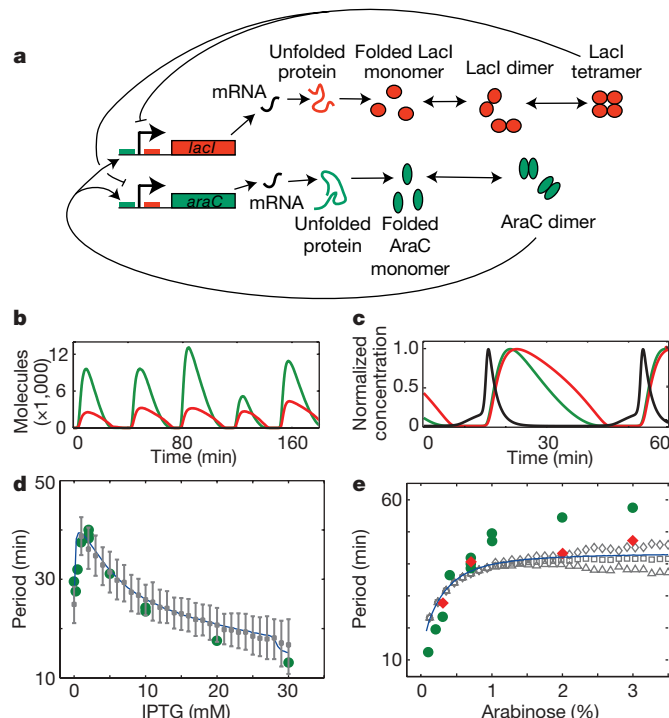 a
Unfolded protein
Folded LacI monomer
LacI dimer
LacI tetramer
mRNA
lacI
araC
mRNA
Unfolded protein
Folded AraC monomer
AraC dimer
b
Molecules (×1,000)
12
6
0
0
80
160
Time (min)
c
Normalized concentration
1.0
0.5
0
0
30
60
Time (min)
d
Period (min)
50
30
10
0
10
20
30
IPTG (mM)
e
Period (min)
60
10
0
1
2
3
Arabinose (%)